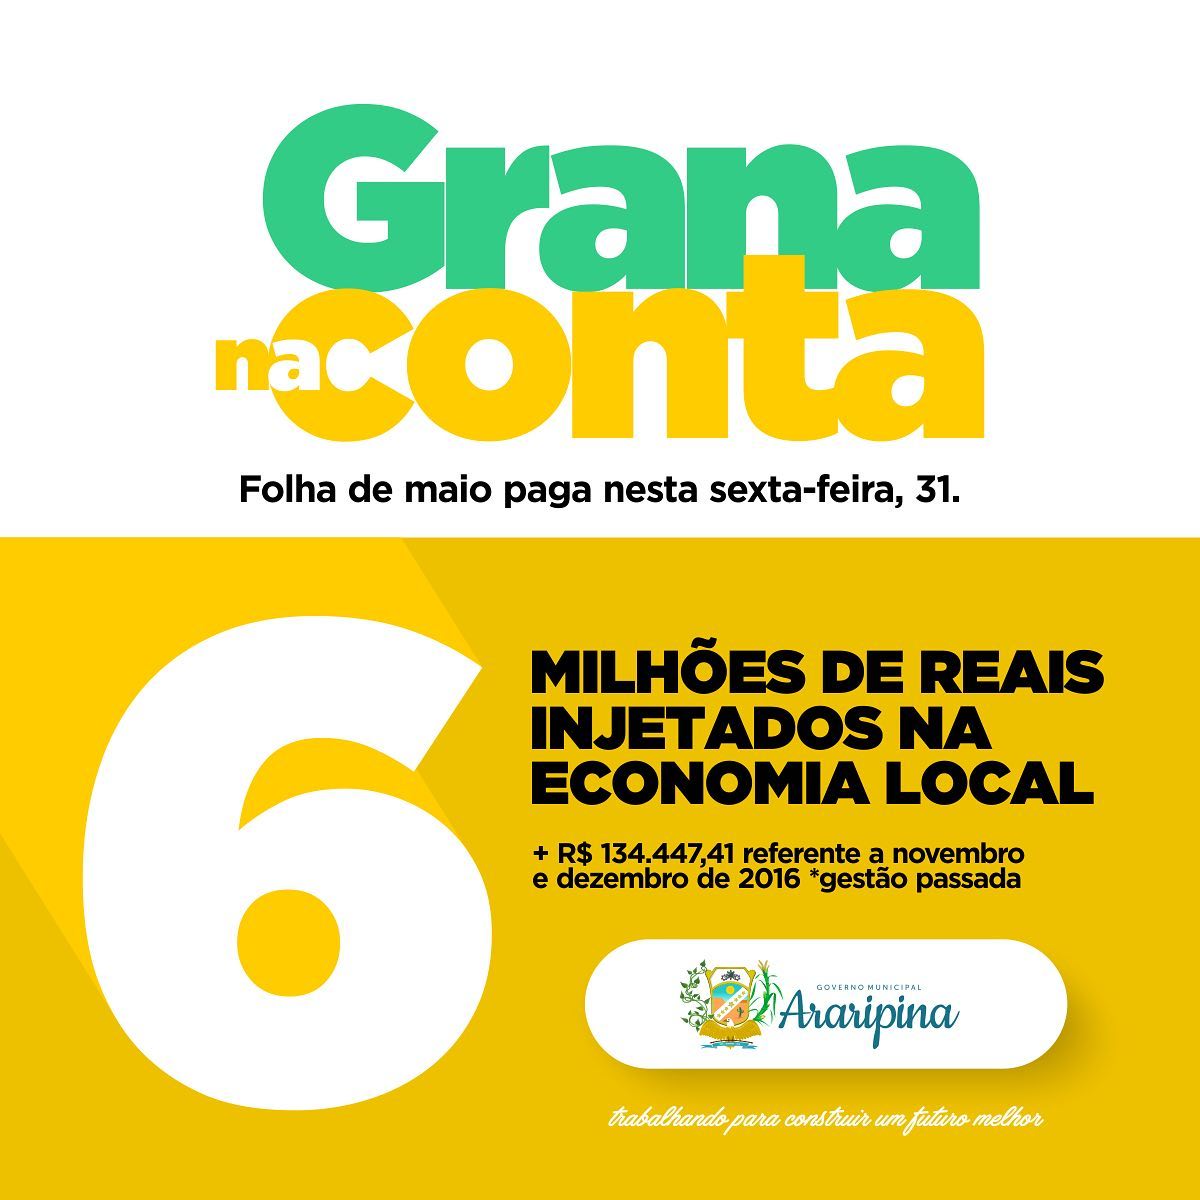 Grana
na conta
Folha de maio paga nesta sexta-feira, 31.
6
MILHÕES DE REAIS
INJETADOS NA
ECONOMIA LOCAL
+ R$ 134.447,41 referente a novembro
e dezembro de 2016 *gestão passada
GOVERNO MUNICIPAL
Araripina
trabalhando para construir um futuro melhor